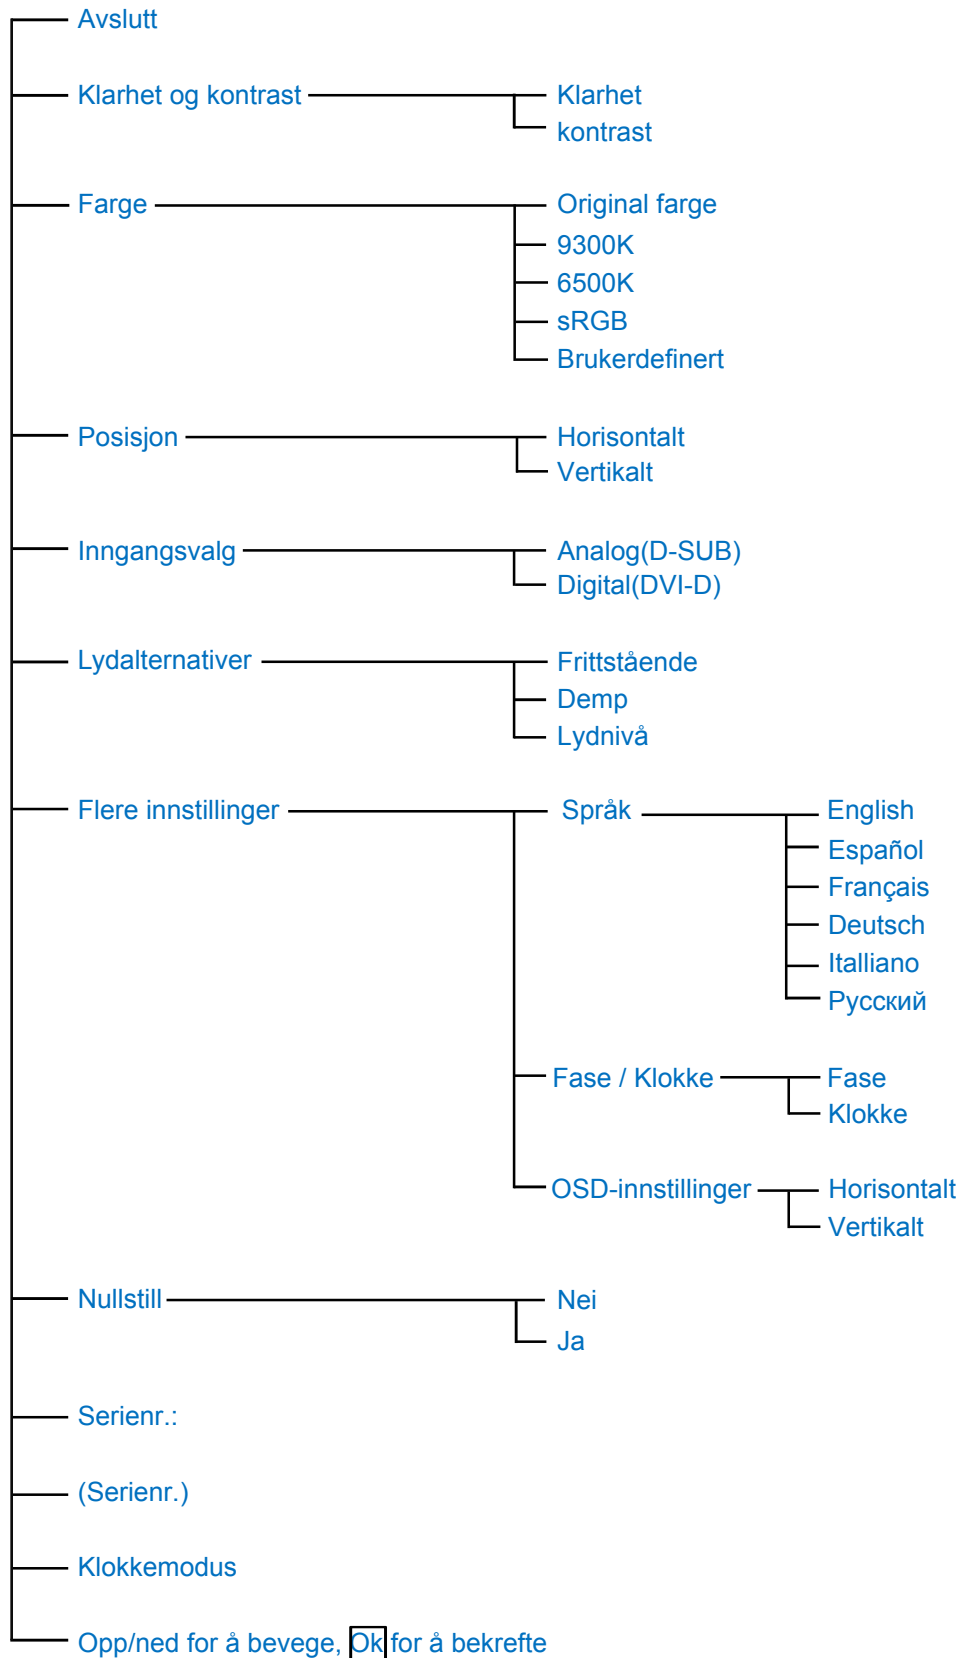 Avslutt
Klarhet og kontrast
Klarhet
kontrast
Farge
Original farge
9300K
6500K
sRGB
Brukerdefinert
Posisjon
Horisontalt
Vertikalt
Inngangsvalg
Analog(D-SUB)
Digital(DVI-D)
Lydalternativer
Frittstående
Demp
Lydnivå
Flere innstillinger
Språk
English
Español
Français
Deutsch
Italliano
Русский
Fase / Klokke
Fase
Klokke
OSD-innstillinger
Horisontalt
Vertikalt
Nullstill
Nei
Ja
Serienr.:
(Serienr.)
Klokkemodus
Opp/ned for å bevege, Ok for å bekrefte